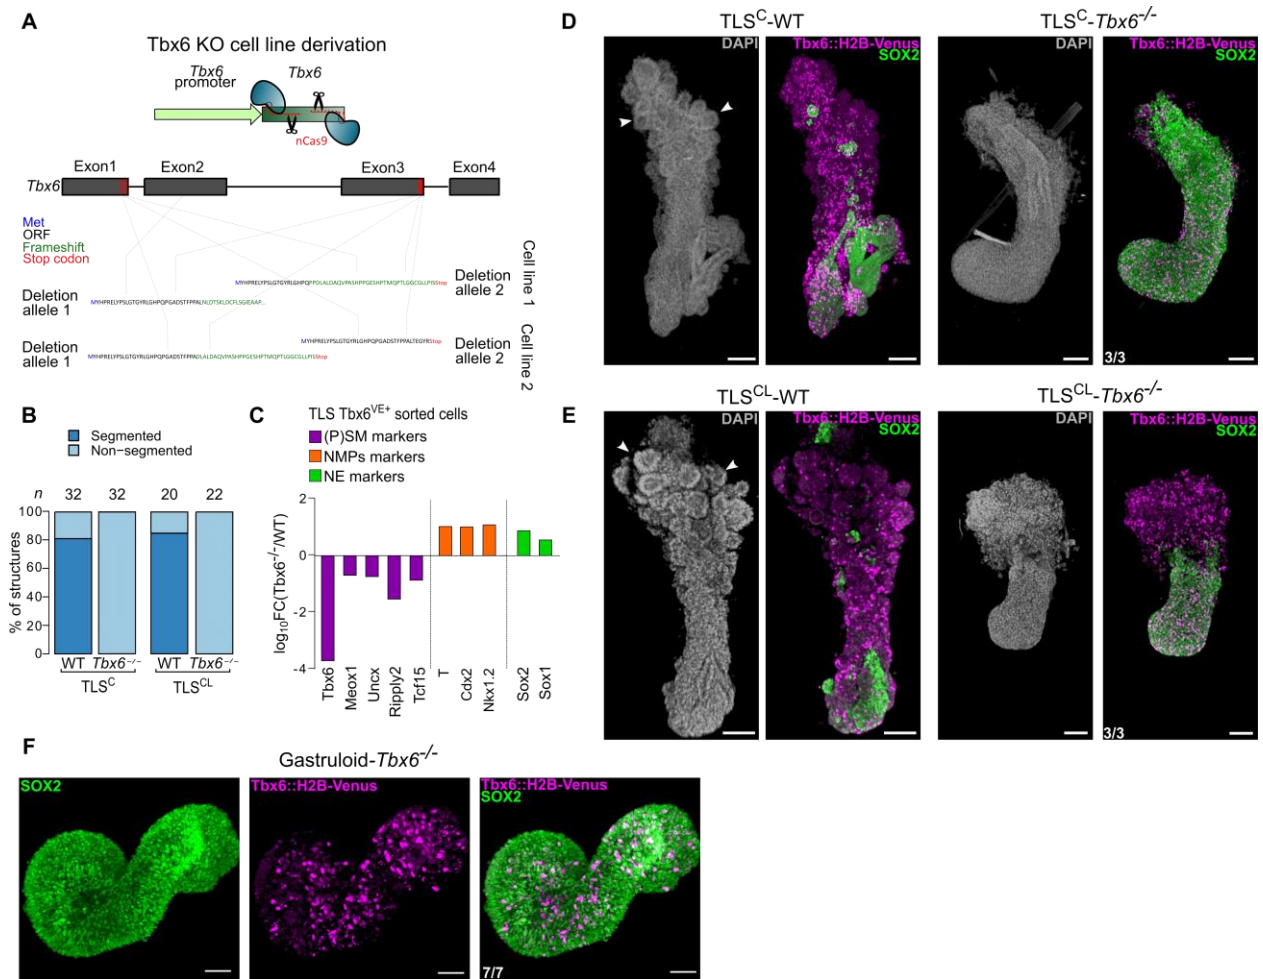 A
Tbx6 KO cell line derivation
Tbx6
promoter
Tbx6
nCas9
Exon1
Exon2
Exon3
Exon4
Tbx6
Met
ORF
Frameshift
Stop codon
Deletion
allele 2
Deletion
allele 1
Cell line 1
Deletion
allele 2
Deletion
allele 1
Cell line 2
B
Segmented
Non-segmented
n 32 32 20 22
% of structures
100
80
60
40
20
0
WT Tbx6-/- WT Tbx6-/-
TLSC TLSCL
C
TLS Tbx6VE+ sorted cells
(P)SM markers
NMPs markers
NE markers
log10FC(Tbx6-/-/WT)
2
0
-2
-4
Tbx6
Meox1
Uncx
Ripply2
Tcf15
T
Cdx2
Nkx1.2
Sox2
Sox1
D
TLSC-WT
TLSC-Tbx6-/-
DAPI
Tbx6::H2B-Venus
SOX2
DAPI
Tbx6::H2B-Venus
SOX2
3/3
E
TLSCL-WT
TLSCL-Tbx6-/-
DAPI
Tbx6::H2B-Venus
SOX2
DAPI
Tbx6::H2B-Venus
SOX2
3/3
F
Gastruloid-Tbx6-/-
SOX2
Tbx6::H2B-Venus
Tbx6::H2B-Venus
SOX2
7/7